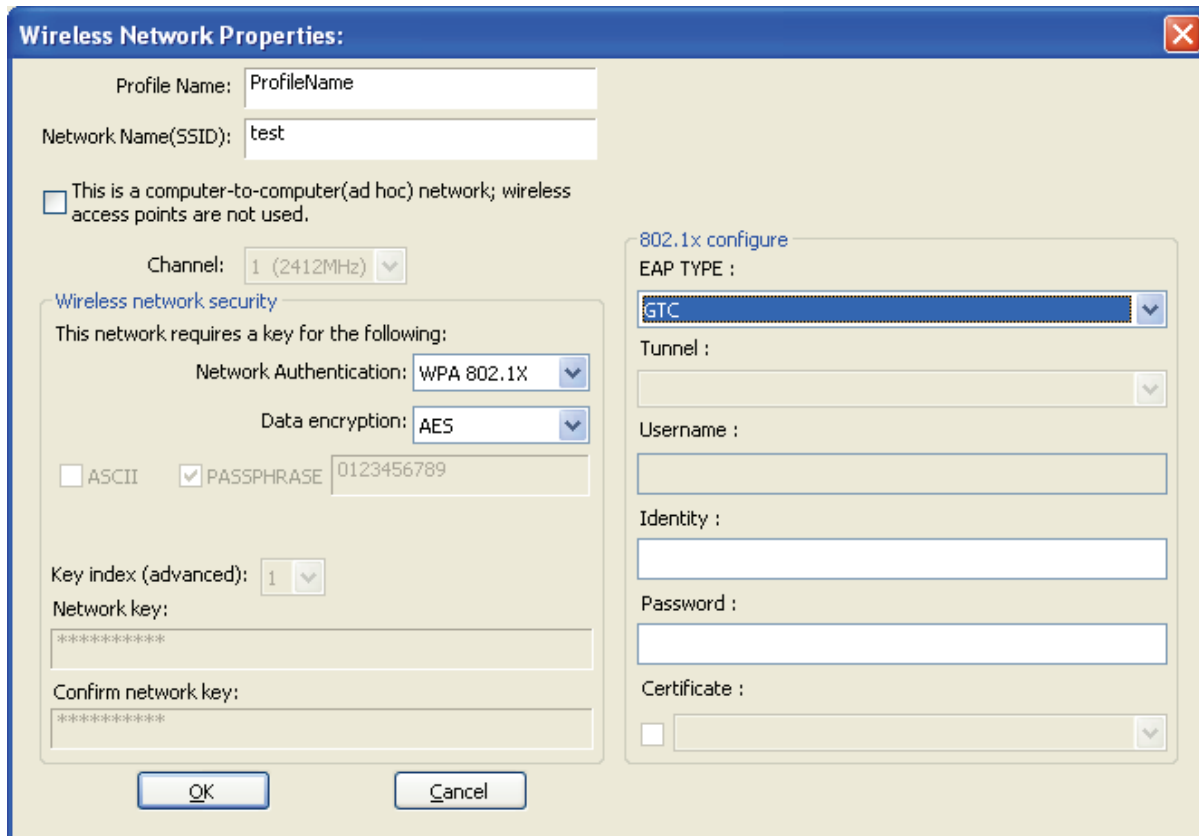 Wireless Network Properties:
Profile Name: ProfileName
Network Name(SSID): test
This is a computer-to-computer(ad hoc) network; wireless
access points are not used.
Channel: 1 (2412MHz)
Wireless network security
This network requires a key for the following:
Network Authentication: WPA 802.1X
Data encryption: AES
ASCII PASSPHRASE 0123456789
Key index (advanced): 1
Network key:
**********
Confirm network key:
**********
OK Cancel
802.1x configure
EAP TYPE :
GTC
Tunnel :
Username :
Identity :
Password :
Certificate :